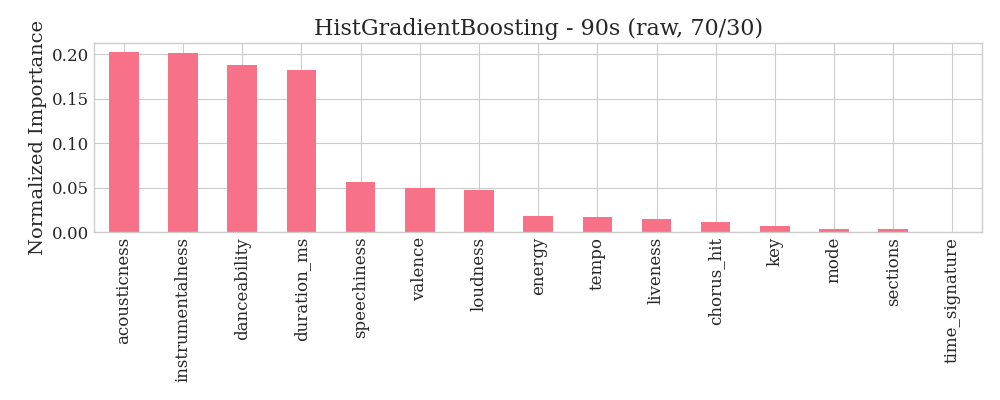 HistGradientBoosting - 90s (raw, 70/30)
Normalized Importance
0.20
0.15
0.10
0.05
0.00
acousticness
instrumentalness
danceability
duration_ms
speechiness
valence
loudness
energy
tempo
liveness
chorus_hit
key
mode
sections
time_signature